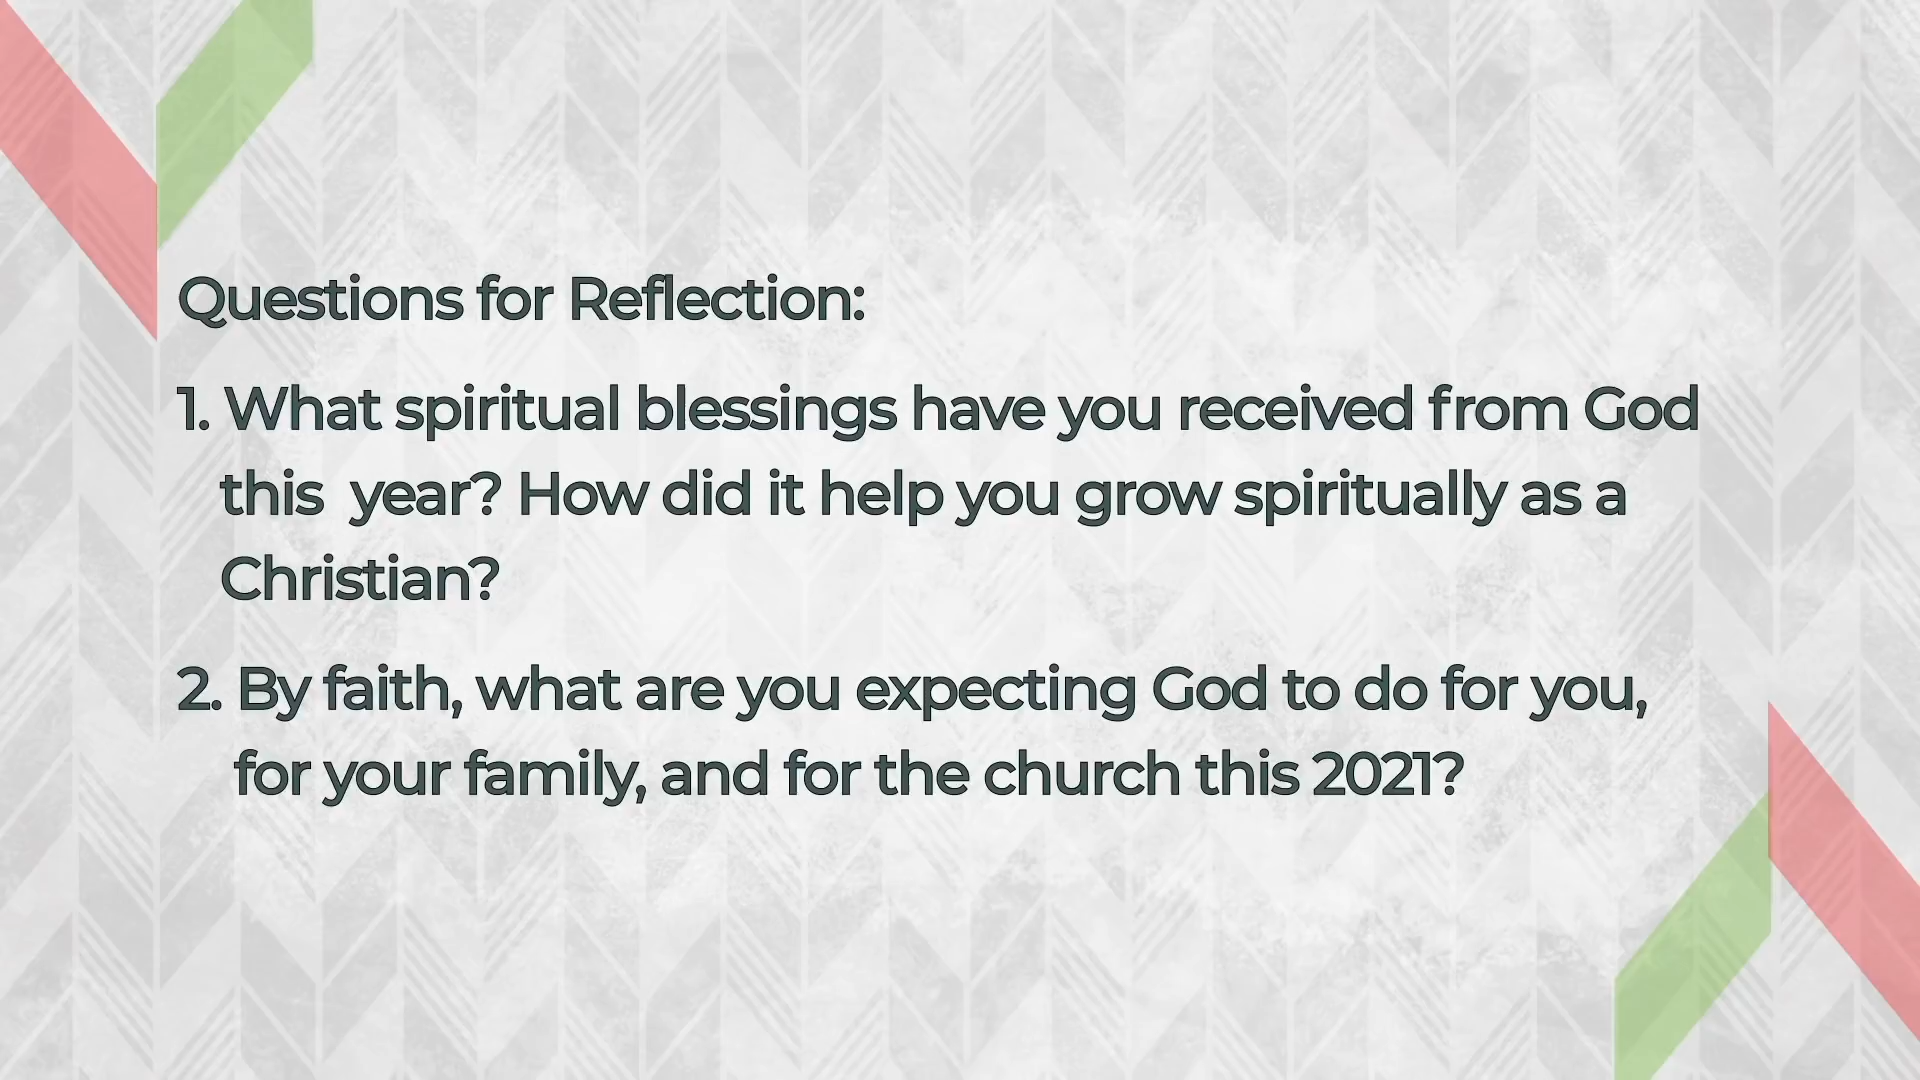 Questions for Reflection:
1. What spiritual blessings have you received from God
this  year? How did it help you grow spiritually as a
Christian?
2. By faith, what are you expecting God to do for you,
for your family, and for the church this 2021?